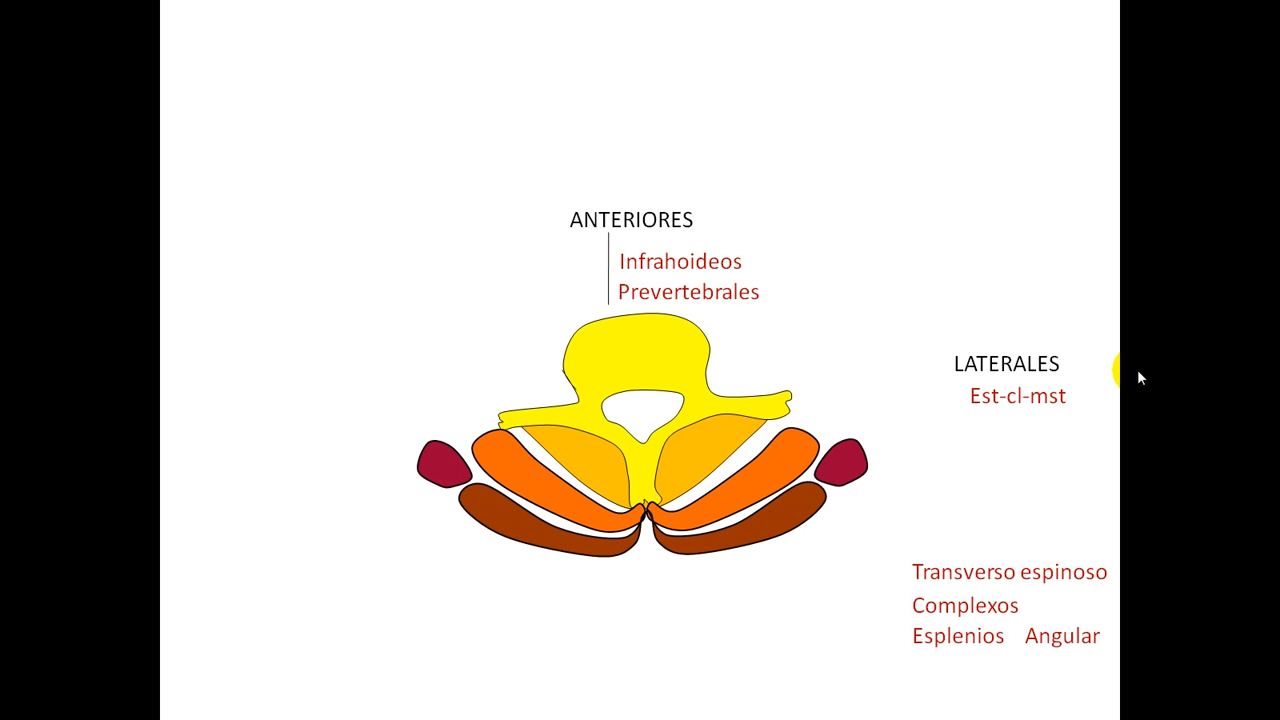 ANTERIORES
Infrahoideos
Prevertebrales
LATERALES
Est-cl-mst
Transverso espinoso
Complexos
Esplenios Angular